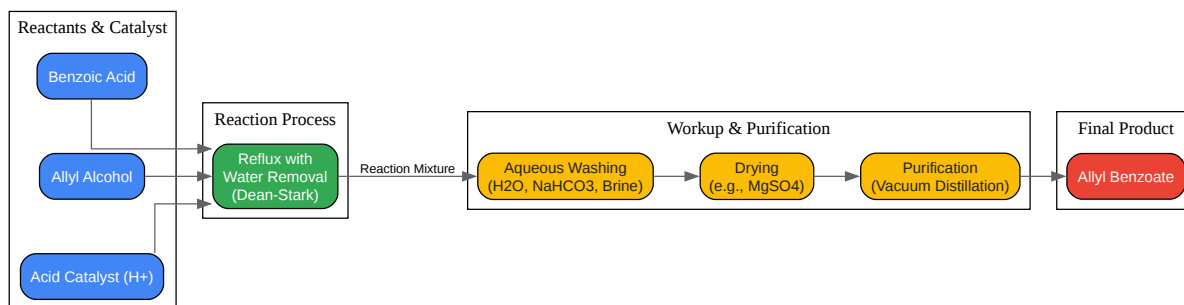 Reactants & Catalyst
Benzoic Acid
Allyl Alcohol
Acid Catalyst (H+)
Reaction Process
Reflux with
Water Removal
(Dean-Stark)
Reaction Mixture
Workup & Purification
Aqueous Washing
(H2O, NaHCO3, Brine)
Drying
(e.g., MgSO4)
Purification
(Vacuum Distillation)
Final Product
Allyl Benzoate